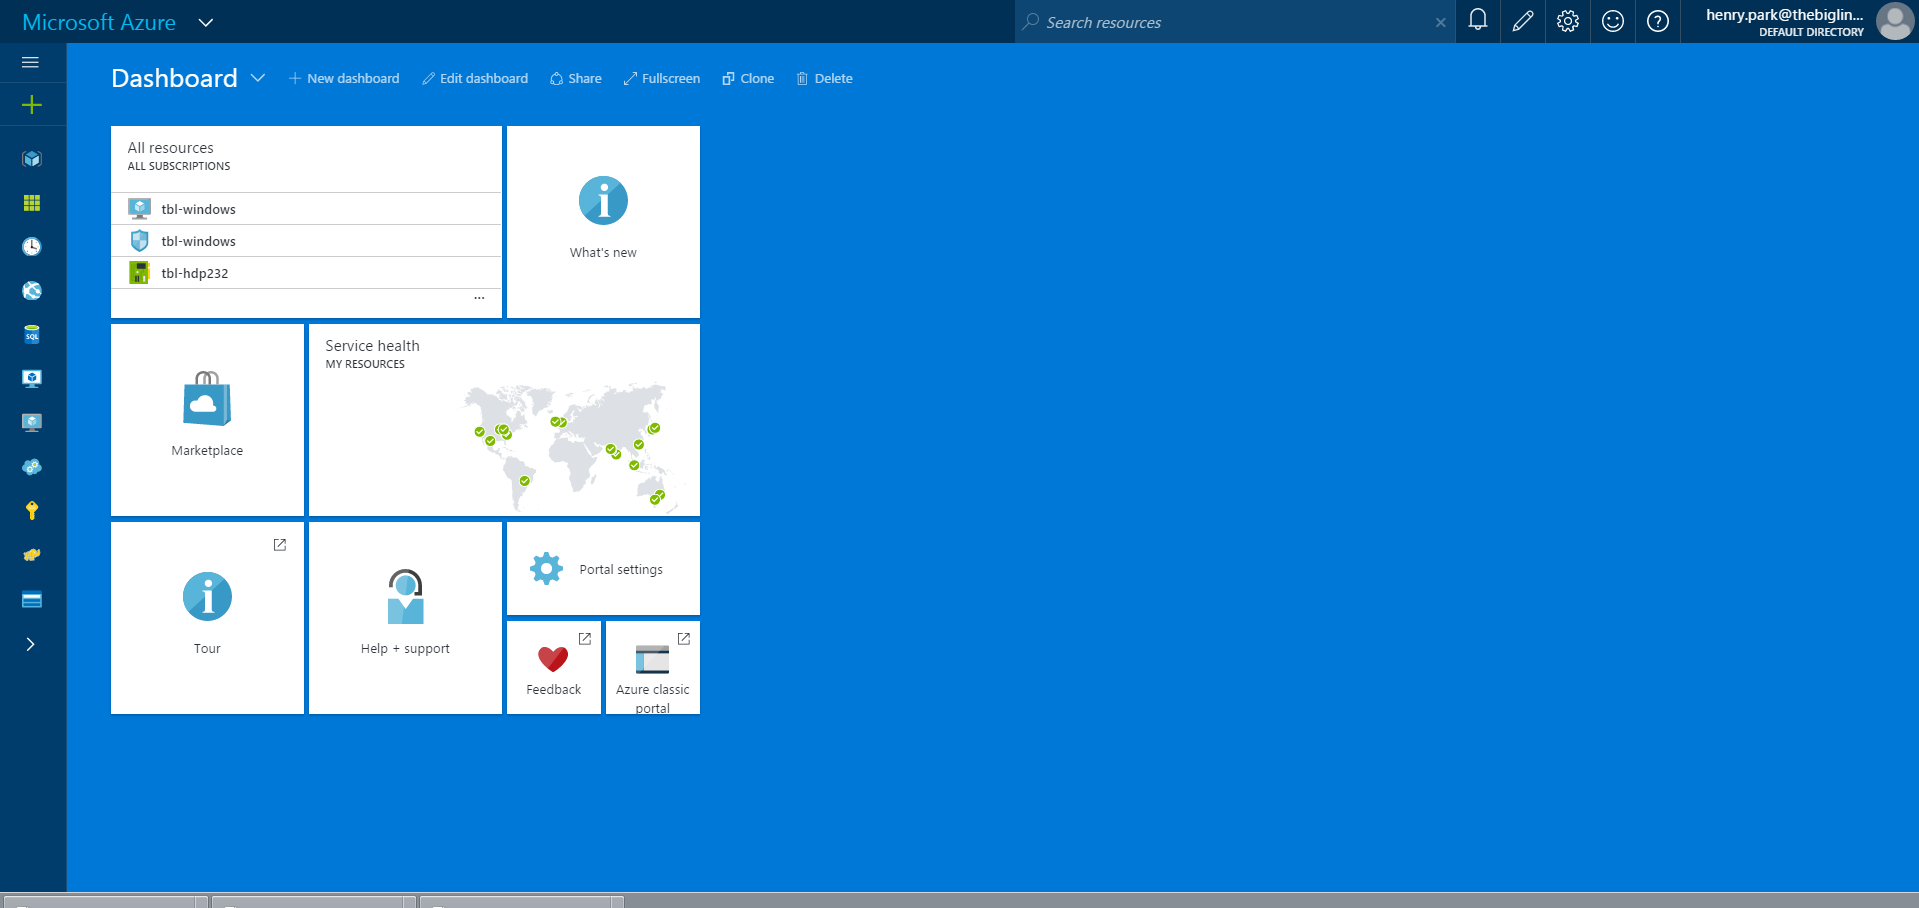 Microsoft Azure
Search resources
henry.park@thebiglin...
DEFAULT DIRECTORY
Dashboard
New dashboard
Edit dashboard
Share
Fullscreen
Clone
Delete
All resources
ALL SUBSCRIPTIONS
tbl-windows
tbl-windows
tbl-hdp232
...
What's new
SQL
Marketplace
Service health
MY RESOURCES
Tour
Help + support
Portal settings
Feedback
Azure classic
portal